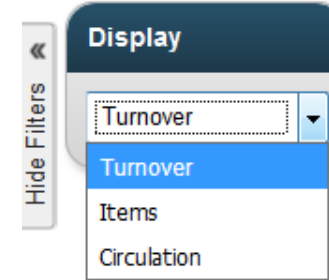 «
Hide Filters
Display
Turnover
Turnover
Items
Circulation